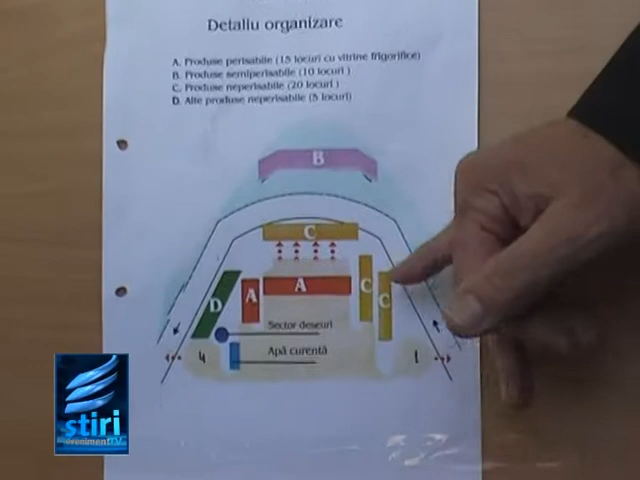 Detaliu organizare
A. Produse perisabile (15 locuri cu vitrine frigorifice)
B. Produse semiperisabile (10 locuri )
C. Produse neperisabile (20 locuri )
D. Alte produse neperisabile (5 locuri)
B
C
D
A
A
C
C
Sector deseuri
Apă curentă
4
1
stiri
evenimentTV